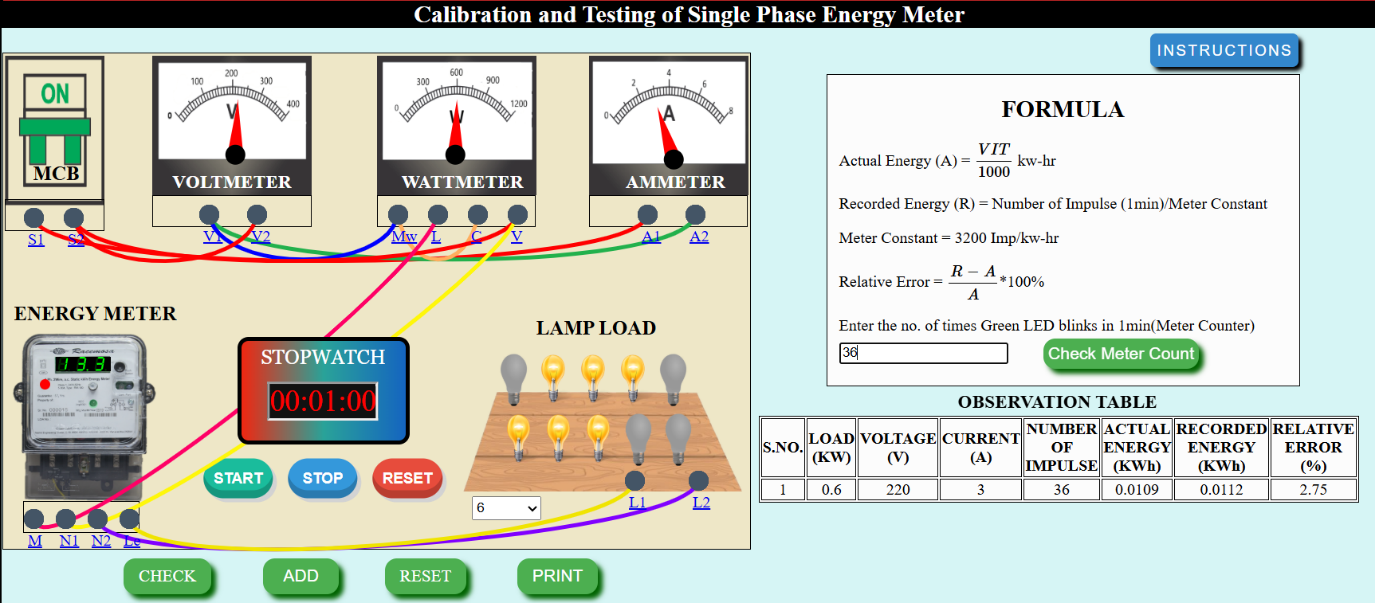 Calibration and Testing of Single Phase Energy Meter
INSTRUCTIONS
ON
MCB
S1 S2
0 100 200 300 400
V
VOLTMETER
V1 V2
0 300 600 900 1200
W
WATTMETER
Mw L C V
0 2 4 6 8
A
AMMETER
A1 A2
ENERGY METER
133
M N1 N2 Lc
STOPWATCH
00:01:00
START STOP RESET
LAMP LOAD
6
L1 L2
CHECK ADD RESET PRINT
FORMULA
Actual Energy (A) = VIT/1000 kw-hr
Recorded Energy (R) = Number of Impulse (1min)/Meter Constant
Meter Constant = 3200 Imp/kw-hr
Relative Error = R − A/A *100%
Enter the no. of times Green LED blinks in 1min(Meter Counter)
36 Check Meter Count
OBSERVATION TABLE
S.NO. LOAD (KW) VOLTAGE (V) CURRENT (A) NUMBER OF IMPULSE ACTUAL ENERGY (KWh) RECORDED ENERGY (KWh) RELATIVE ERROR (%)
1 0.6 220 3 36 0.0109 0.0112 2.75